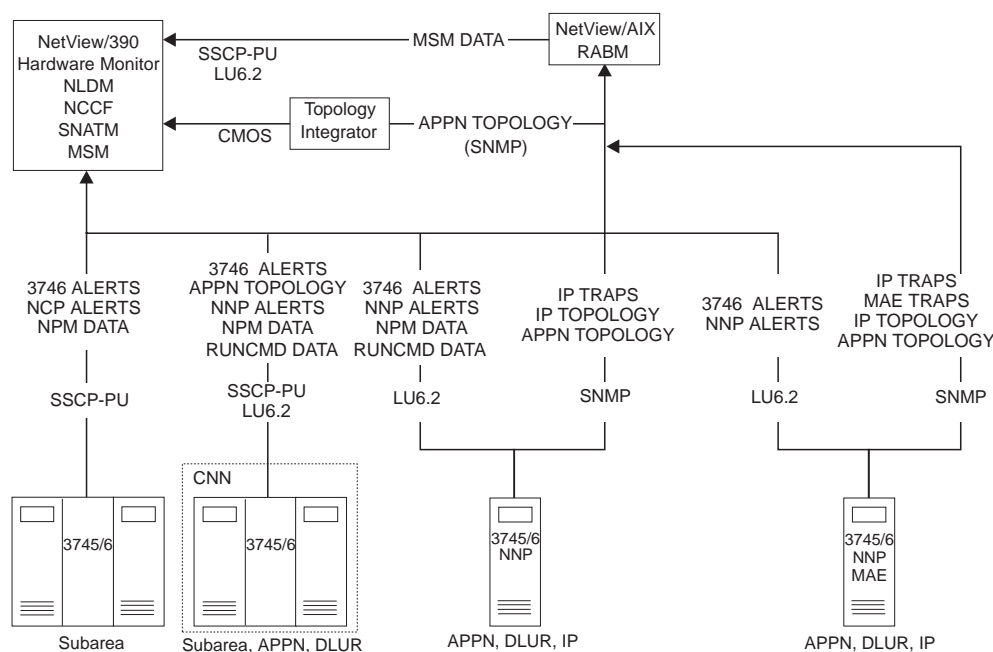 NetView/390
Hardware Monitor
NLDM
NCCF
SNATM
MSM
MSM DATA
SSCP-PU
LU6.2
NetView/AIX
RABM
CMOS
Topology
Integrator
APPN TOPOLOGY
(SNMP)
3746 ALERTS
NCP ALERTS
NPM DATA
SSCP-PU
3746 ALERTS
APPN TOPOLOGY
NNP ALERTS
NPM DATA
RUNCMD DATA
SSCP-PU
LU6.2
3746 ALERTS
NNP ALERTS
NPM DATA
RUNCMD DATA
LU6.2
IP TRAPS
IP TOPOLOGY
APPN TOPOLOGY
SNMP
3746 ALERTS
NNP ALERTS
LU6.2
IP TRAPS
MAE TRAPS
IP TOPOLOGY
APPN TOPOLOGY
SNMP
3745/6
Subarea
CNN
3745/6
Subarea, APPN, DLUR
3745/6
NNP
APPN, DLUR, IP
3745/6
NNP
MAE
APPN, DLUR, IP